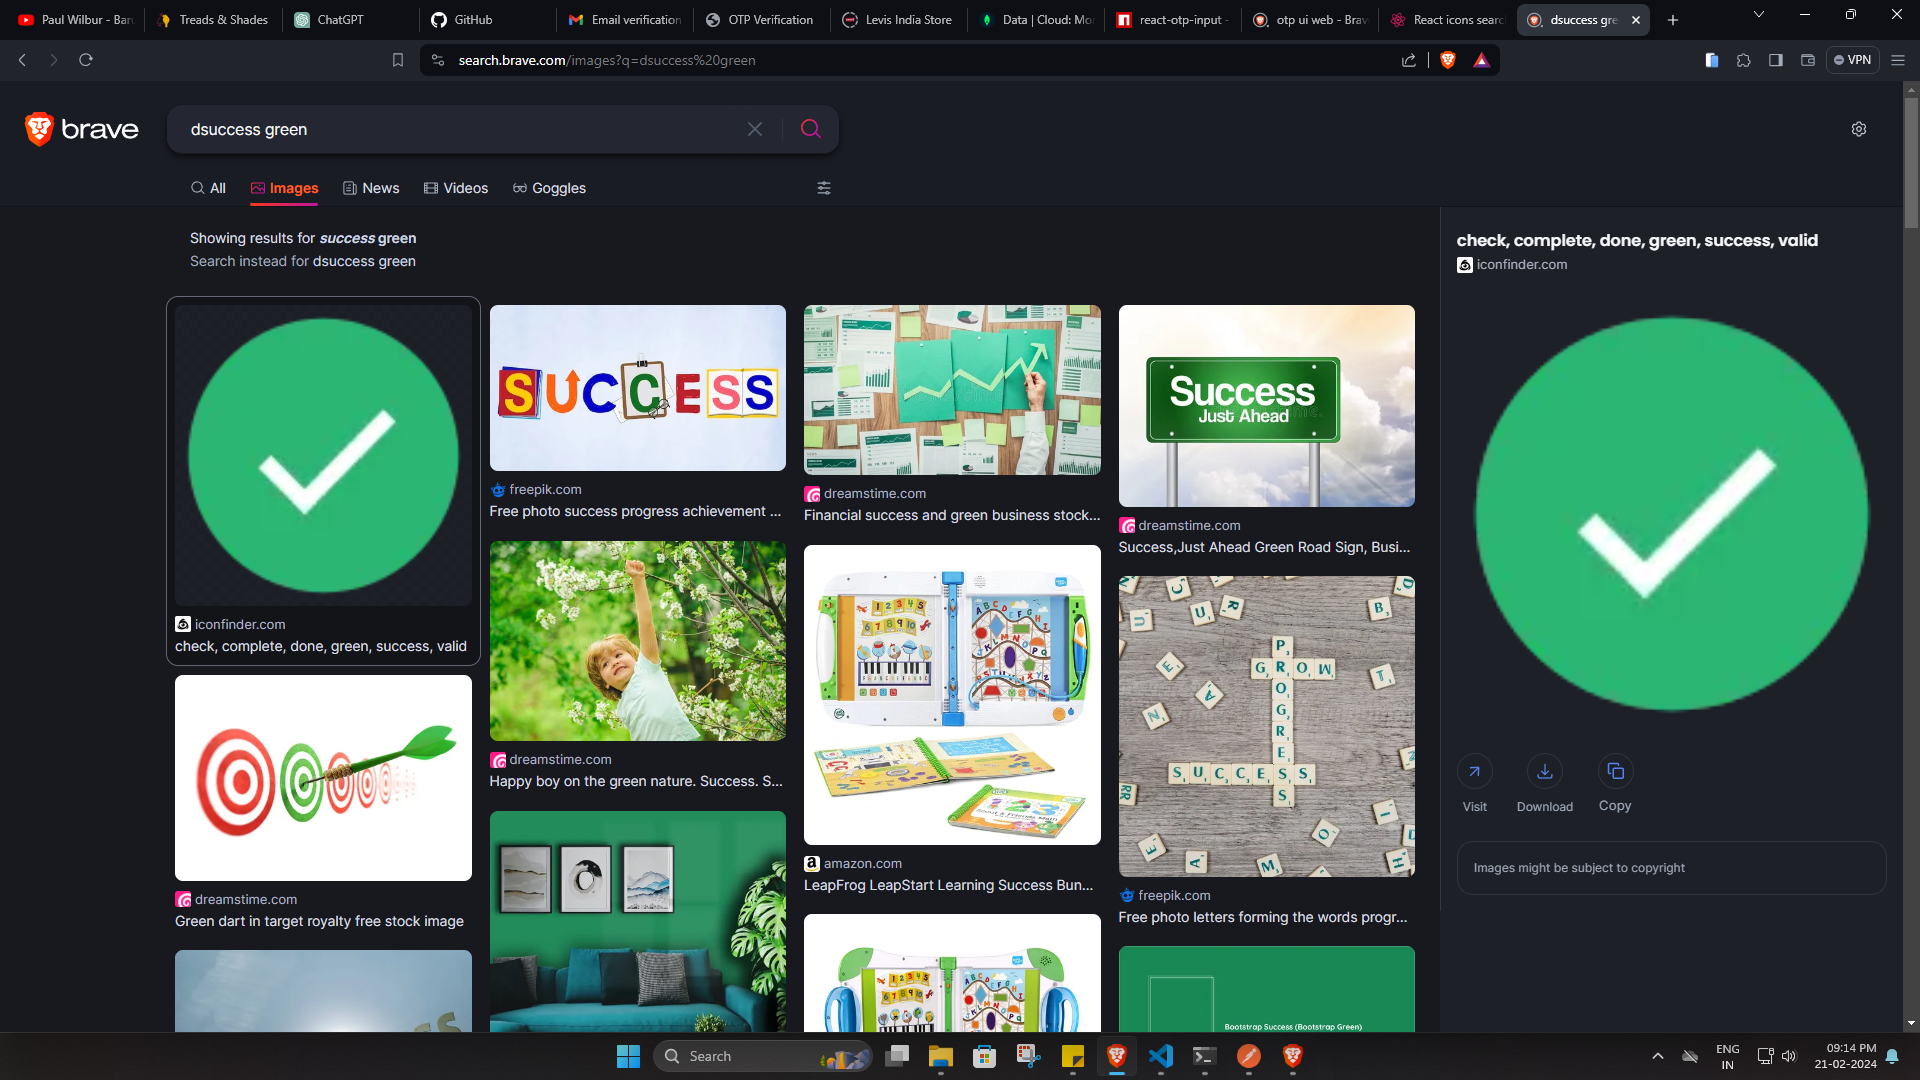 Paul Wilbur - Baru
Treads & Shades
ChatGPT
GitHub
Email verification
OTP Verification
Levis India Store
Data | Cloud: Mon
react-otp-input -
otp ui web - Brave
React icons searc
dsuccess gre
search.brave.com/images?q=dsuccess%20green
VPN
brave
dsuccess green
All
Images
News
Videos
Goggles
Showing results for success green
Search instead for dsuccess green
check, complete, done, green, success, valid
iconfinder.com
SUCCESS
Success
Just Ahead
freepik.com
Free photo success progress achievement ...
dreamstime.com
Financial success and green business stock...
dreamstime.com
Success,Just Ahead Green Road Sign, Busi...
iconfinder.com
check, complete, done, green, success, valid
PROGRESS
GROW
SUCCESS
dreamstime.com
Happy boy on the green nature. Success. S...
Visit
Download
Copy
Images might be subject to copyright
amazon.com
LeapFrog LeapStart Learning Success Bun...
dreamstime.com
Green dart in target royalty free stock image
freepik.com
Free photo letters forming the words progr...
Bootstrap Success (Bootstrap Green)
Search
ENG
IN
09:14 PM
21-02-2024